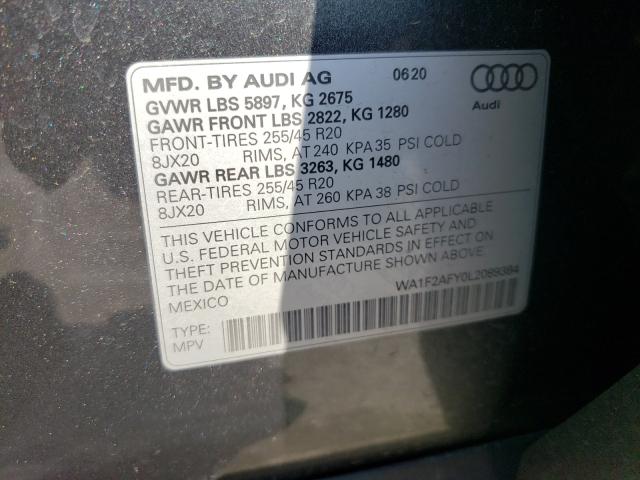 MFD. BY AUDI AG 06 20
GVWR LBS 5897, KG 2675
GAWR FRONT LBS 2822, KG 1280
FRONT-TIRES 255/45 R20
8JX20 RIMS, AT 240 KPA 35 PSI COLD
GAWR REAR LBS 3263, KG 1480
REAR-TIRES 255/45 R20
8JX20 RIMS, AT 260 KPA 38 PSI COLD
Audi
THIS VEHICLE CONFORMS TO ALL APPLICABLE
U.S. FEDERAL MOTOR VEHICLE SAFETY AND
THEFT PREVENTION STANDARDS IN EFFECT ON
THE DATE OF MANUFACTURE SHOWN ABOVE.
MEXICO
WA1F2AFY0L2089384
TYPE:
MPV